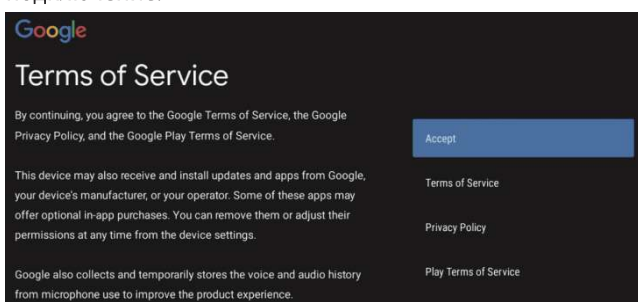 Google
Terms of Service
By continuing, you agree to the Google Terms of Service, the Google
Privacy Policy, and the Google Play Terms of Service.
This device may also receive and install updates and apps from Google,
your device's manufacturer, or your operator. Some of these apps may
offer optional in-app purchases. You can remove them or adjust their
permissions at any time from the device settings.
Google also collects and temporarily stores the voice and audio history
from microphone use to improve the product experience.
Accept
Terms of Service
Privacy Policy
Play Terms of Service